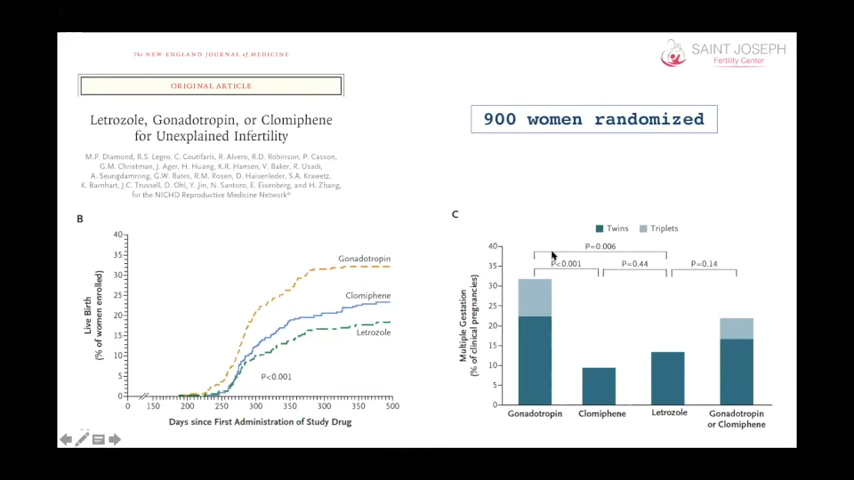 The NEW ENGLAND JOURNAL of MEDICINE
SAINT JOSEPH
Fertility Center
ORIGINAL ARTICLE
Letrozole, Gonadotropin, or Clomiphene
for Unexplained Infertility
900 women randomized
M.P. Diamond, R.S. Legro, C. Coutifaris, R. Alvero, R.D. Robinson, P. Casson,
G.M. Christman, J. Ager, H. Huang, K.R. Hansen, V. Baker, R. Usadi,
A. Seungdamrong, G.W. Bates, R.M. Rosen, D. Haisenleder, S.A. Krawetz,
K. Barnhart, J.C. Trussell, D. Ohl, Y. Jin, N. Santoro, E. Eisenberg, and H. Zhang,
for the NICHD Reproductive Medicine Network*
B
Live Birth
(% of women enrolled)
40
35
30
25
20
15
10
5
0
Gonadotropin
Clomiphene
Letrozole
P<0.001
0 150 200 250 300 350 300 350 500
Days since First Administration of Study Drug
C
Twins Triplets
Multiple Gestation
(% of clinical pregnancies)
40
35
30
25
20
15
10
5
0
P=0.006
P<0.001 P=0.44 P=0.14
Gonadotropin Clomiphene Letrozole Gonadotropin
or Clomiphene